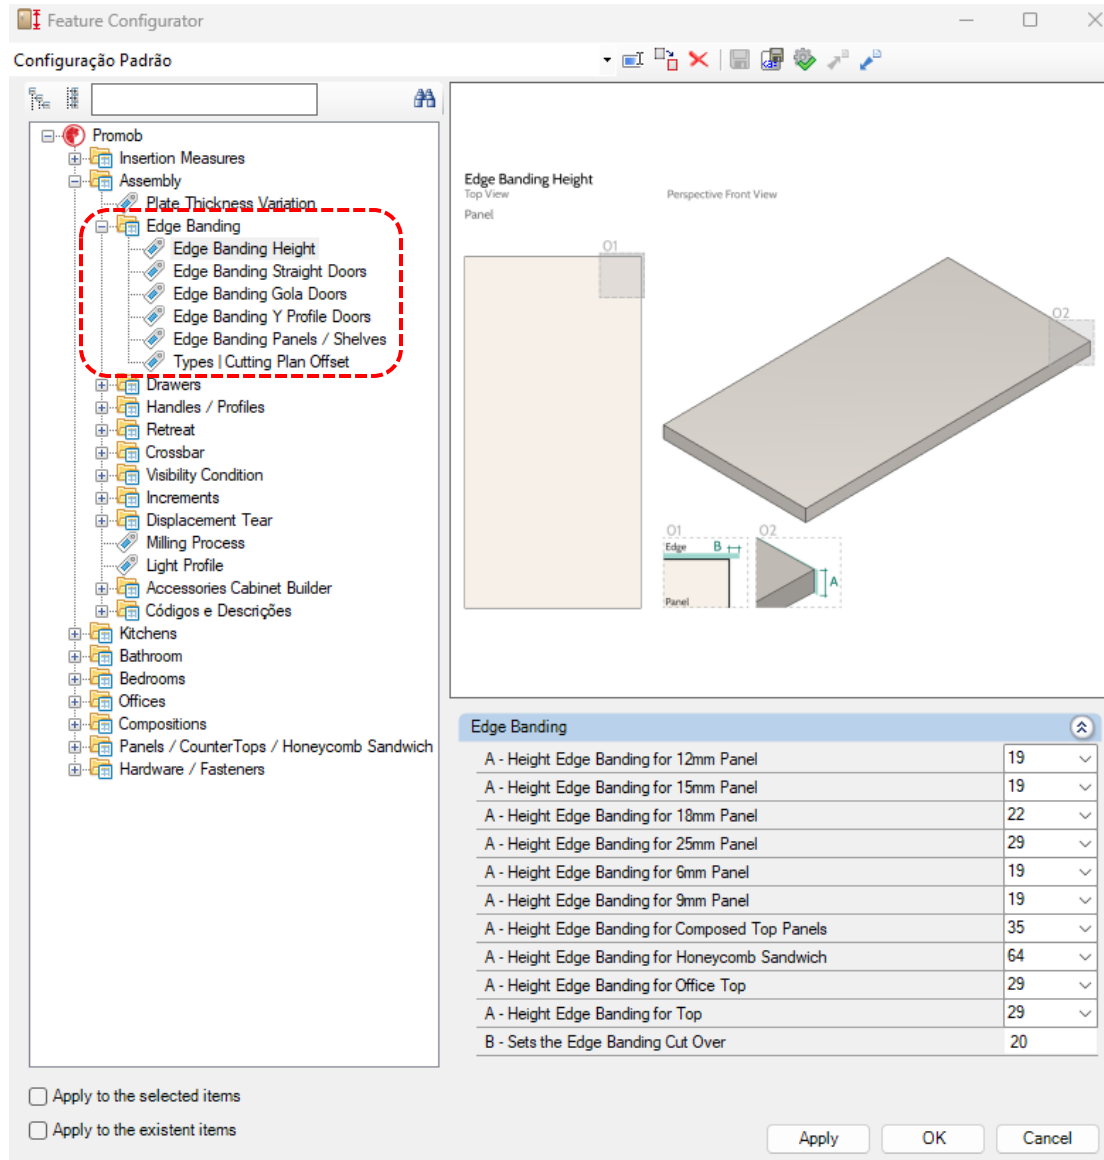 Feature Configurator
Configuração Padrão
Promob
Insertion Measures
Assembly
Plate Thickness Variation
Edge Banding
Edge Banding Height
Edge Banding Straight Doors
Edge Banding Gola Doors
Edge Banding Y Profile Doors
Edge Banding Panels / Shelves
Types | Cutting Plan Offset
Drawers
Handles / Profiles
Retreat
Crossbar
Visibility Condition
Increments
Displacement Tear
Milling Process
Light Profile
Accessories Cabinet Builder
Códigos e Descrições
Kitchens
Bathroom
Bedrooms
Offices
Compositions
Panels / CounterTops / Honeycomb Sandwich
Hardware / Fasteners
Edge Banding Height
Top View
Perspective Front View
Panel
01
02
01
02
Edge
B
A
Panel
Edge Banding
A - Height Edge Banding for 12mm Panel 19
A - Height Edge Banding for 15mm Panel 19
A - Height Edge Banding for 18mm Panel 22
A - Height Edge Banding for 25mm Panel 29
A - Height Edge Banding for 6mm Panel 19
A - Height Edge Banding for 9mm Panel 19
A - Height Edge Banding for Composed Top Panels 35
A - Height Edge Banding for Honeycomb Sandwich 64
A - Height Edge Banding for Office Top 29
A - Height Edge Banding for Top 29
B - Sets the Edge Banding Cut Over 20
Apply to the selected items
Apply to the existent items
Apply OK Cancel